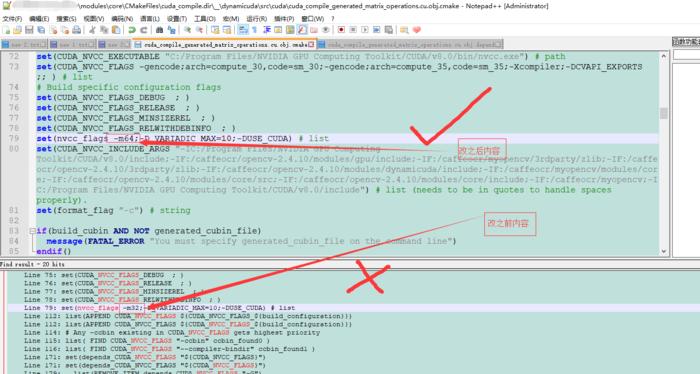 \modules\core\CMakeFiles\cuda_compile.dir\__\dynamicuda\src\cuda\cuda_compile_generated_matrix_operations.cu.obj.cmake - Notepad++ [Administrator]
文件(F) 编辑(E) 搜索(S) 视图(V) 编码(N) 语言(L) 设置(T) 工具(O) 宏(M) 运行(R) 插件(P) 窗口(W) ?
new 2.txt new 1.txt new 3 cuda_compile_generated_matrix_operations.cu.obj.cmake cuda_compile_generated_matrix_operations.cu.obj.depend
函数功能
72 set(CUDA_NVCC_EXECUTABLE "C:/Program Files/NVIDIA GPU Computing Toolkit/CUDA/v8.0/bin/nvcc.exe") # path
73 set(CUDA_NVCC_FLAGS -gencode;arch=compute_30,code=sm_30;-gencode;arch=compute_35,code=sm_35;-Xcompiler;-DCVAPI_EXPORTS
;; ) # list
74 # Build specific configuration flags
75 set(CUDA_NVCC_FLAGS_DEBUG ; )
76 set(CUDA_NVCC_FLAGS_RELEASE ; )
77 set(CUDA_NVCC_FLAGS_MINSIZEREL ; )
78 set(CUDA_NVCC_FLAGS_RELWITHDEBINFO ; )
79 set(nvcc_flags -m64;-D_VARIADIC_MAX=10;-DUSE_CUDA) # list
80 set(CUDA_NVCC_INCLUDE_ARGS "-IC:/Program Files/NVIDIA GPU Computing
改之后内容
Toolkit/CUDA/v8.0/include;-IF:/caffeocr/opencv-2.4.10/modules/gpu/include;-IF:/caffeocr/myopencv/3rdparty/zlib;-IF:/caffe
ocr/opencv-2.4.10/3rdparty/zlib;-IF:/caffeocr/opencv-2.4.10/modules/dynamicuda/include;-IF:/caffeocr/myopencv/modules/cor
e;-IF:/caffeocr/opencv-2.4.10/modules/core/src;-IF:/caffeocr/opencv-2.4.10/modules/core/include;-IF:/caffeocr/myopencv;-I
C:/Program Files/NVIDIA GPU Computing Toolkit/CUDA/v8.0/include") # list (needs to be in quotes to handle spaces
properly).
81 set(format_flag "-c") # string
改之前内容
82
83 if(build_cubin AND NOT generated_cubin_file)
84 message(FATAL_ERROR "You must specify generated_cubin_file on the command line")
85 endif()
Find result - 20 hits
Line 75: set(CUDA_NVCC_FLAGS_DEBUG ; )
Line 76: set(CUDA_NVCC_FLAGS_RELEASE ; )
Line 77: set(CUDA_NVCC_FLAGS_MINSIZEREL ; )
Line 78: set(CUDA_NVCC_FLAGS_RELWITHDEBINFO ; )
Line 79: set(nvcc_flags -m32;-D_VARIADIC_MAX=10;-DUSE_CUDA) # list
Line 112: list(APPEND CUDA_NVCC_FLAGS ${CUDA_NVCC_FLAGS_${build_configuration}})
Line 112: list(APPEND CUDA_NVCC_FLAGS ${CUDA_NVCC_FLAGS_${build_configuration}})
Line 114: # Any -ccbin existing in CUDA_NVCC_FLAGS gets highest priority
Line 115: list( FIND CUDA_NVCC_FLAGS "-ccbin" ccbin_found0 )
Line 116: list( FIND CUDA_NVCC_FLAGS "--compiler-bindir" ccbin_found1 )
Line 171: set(depends_CUDA_NVCC_FLAGS "${CUDA_NVCC_FLAGS}")
Line 171: set(depends_CUDA_NVCC_FLAGS "${CUDA_NVCC_FLAGS}")